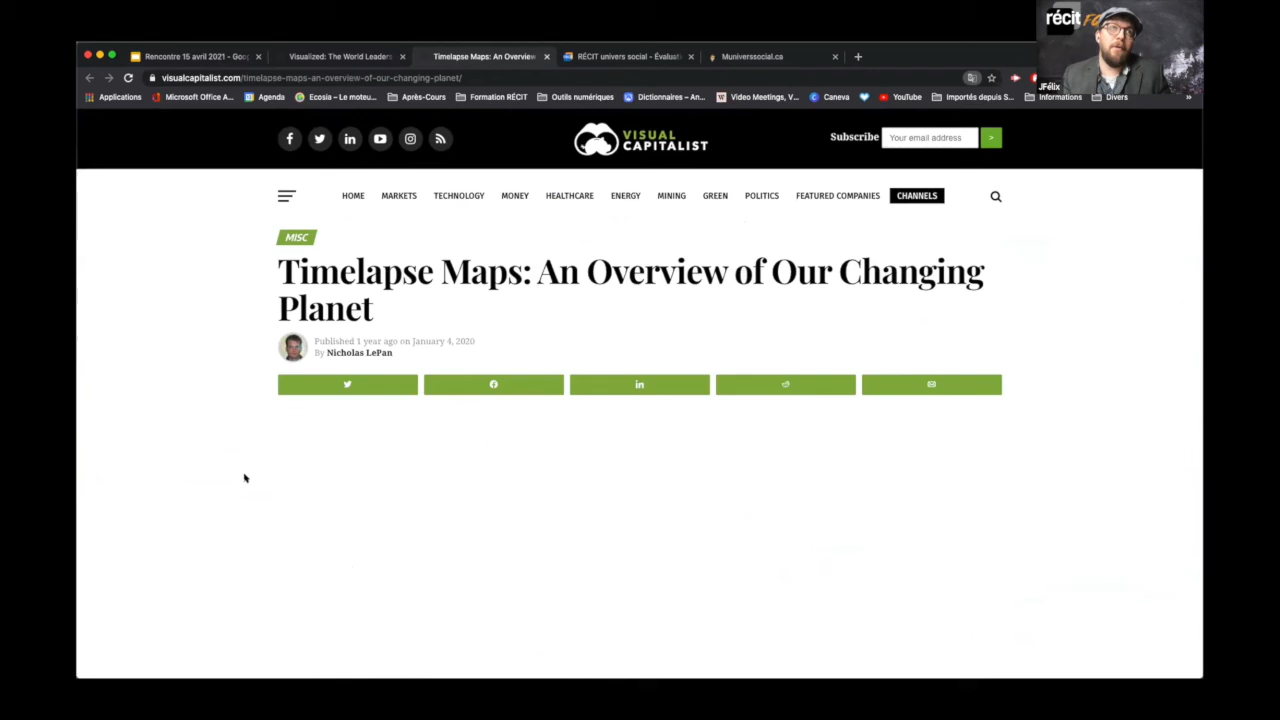 récit FO
JFélix
Rencontre 15 avril 2021 - Goo
Visualized: The World Leaders
Timelapse Maps: An Overview
RÉCIT univers social - Évaluati
Muniverssocial.ca
visualcapitalist.com/timelapse-maps-an-overview-of-our-changing-planet/
Applications
Microsoft Office A...
Agenda
Ecosia – Le moteu...
Après-Cours
Formation RÉCIT
Outils numériques
Dictionnaires – An...
Video Meetings, V...
Caneva
YouTube
Importés depuis S...
Informations
Divers
»
VISUAL
CAPITALIST
Subscribe
Your email address
>
HOME
MARKETS
TECHNOLOGY
MONEY
HEALTHCARE
ENERGY
MINING
GREEN
POLITICS
FEATURED COMPANIES
CHANNELS
MISC
Timelapse Maps: An Overview of Our Changing
Planet
Published 1 year ago on January 4, 2020
By Nicholas LePan